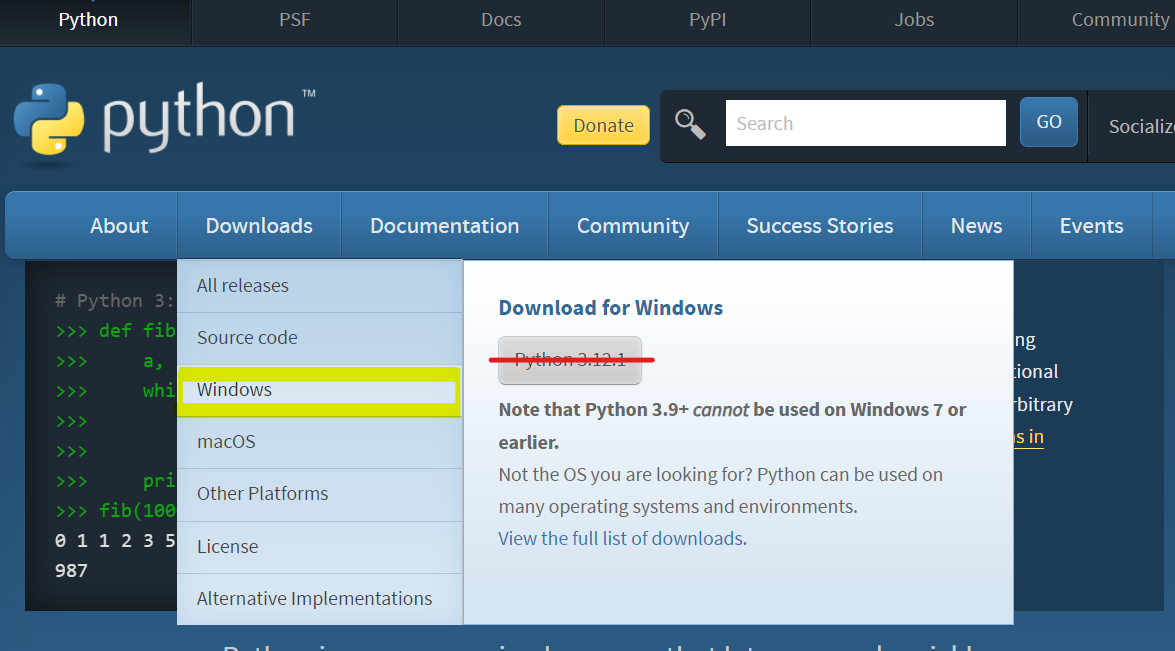 Python
PSF
Docs
PyPI
Jobs
Community
python™
Donate
Search
GO
Socializ
About
Downloads
Documentation
Community
Success Stories
News
Events
# Python 3:
>>> def fib
>>> a,
>>> whi
>>>
>>>
>>> pri
>>> fib(100
0 1 1 2 3 5
987
All releases
Source code
Windows
macOS
Other Platforms
License
Alternative Implementations
Download for Windows
Python 3.12.1
Note that Python 3.9+ cannot be used on Windows 7 or
earlier.
Not the OS you are looking for? Python can be used on
many operating systems and environments.
View the full list of downloads.
ng
tional
rbitrary
s in